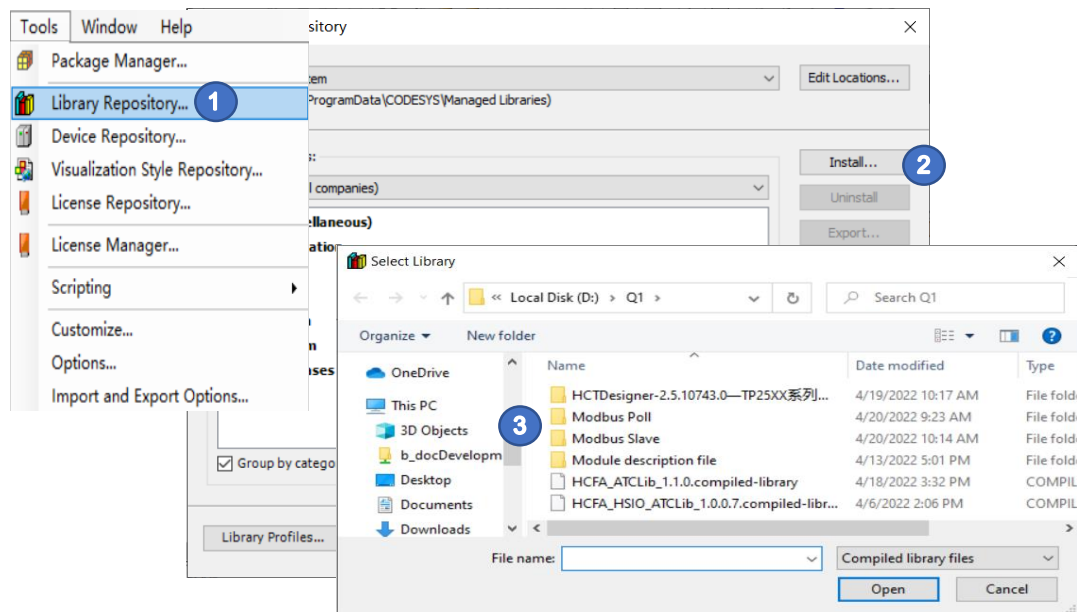 Tools Window Help
Package Manager...
Library Repository... 1
Device Repository...
Visualization Style Repository...
License Repository...
License Manager...
Scripting
Customize...
Options...
Import and Export Options...
sitory
tem
Edit Locations...
ProgramData\CODESYS\Managed Libraries)
s:
Install... 2
l companies)
Uninstall
ellaneous)
Export...
ation
m
ases
Group by catego
Library Profiles...
Select Library
« Local Disk (D:) › Q1 ›
Search Q1
Organize
New folder
Name Date modified Type
OneDrive
This PC
3D Objects
b_docDevelopm
Desktop
Documents
Downloads
3
HCTDesigner-2.5.10743.0—TP25XX系列... 4/19/2022 10:17 AM File fold
Modbus Poll 4/20/2022 9:23 AM File fold
Modbus Slave 4/20/2022 10:14 AM File fold
Module description file 4/13/2022 5:01 PM File fold
HCFA_ATCLib_1.1.0.compiled-library 4/18/2022 3:32 PM COMPIL
HCFA_HSIO_ATCLib_1.0.0.7.compiled-libr... 4/6/2022 2:06 PM COMPIL
File name:
Compiled library files
Open
Cancel